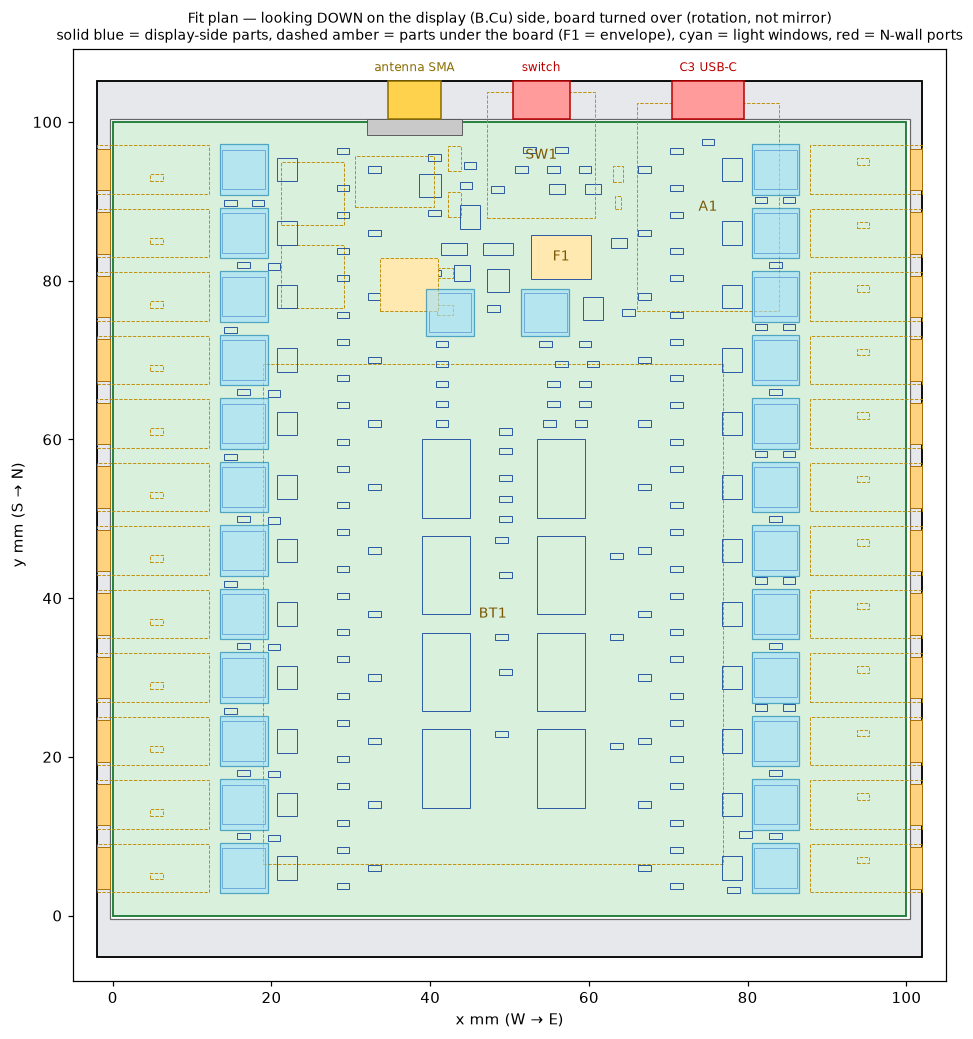 Fit plan — looking DOWN on the display (B.Cu) side, board turned over (rotation, not mirror)
solid blue = display-side parts, dashed amber = parts under the board (F1 = envelope), cyan = light windows, red = N-wall ports
antenna SMA
switch
C3 USB-C
100
SW1
A1
F1
80
60
y mm (S → N)
40
BT1
20
0
0
20
40
60
80
100
x mm (W → E)